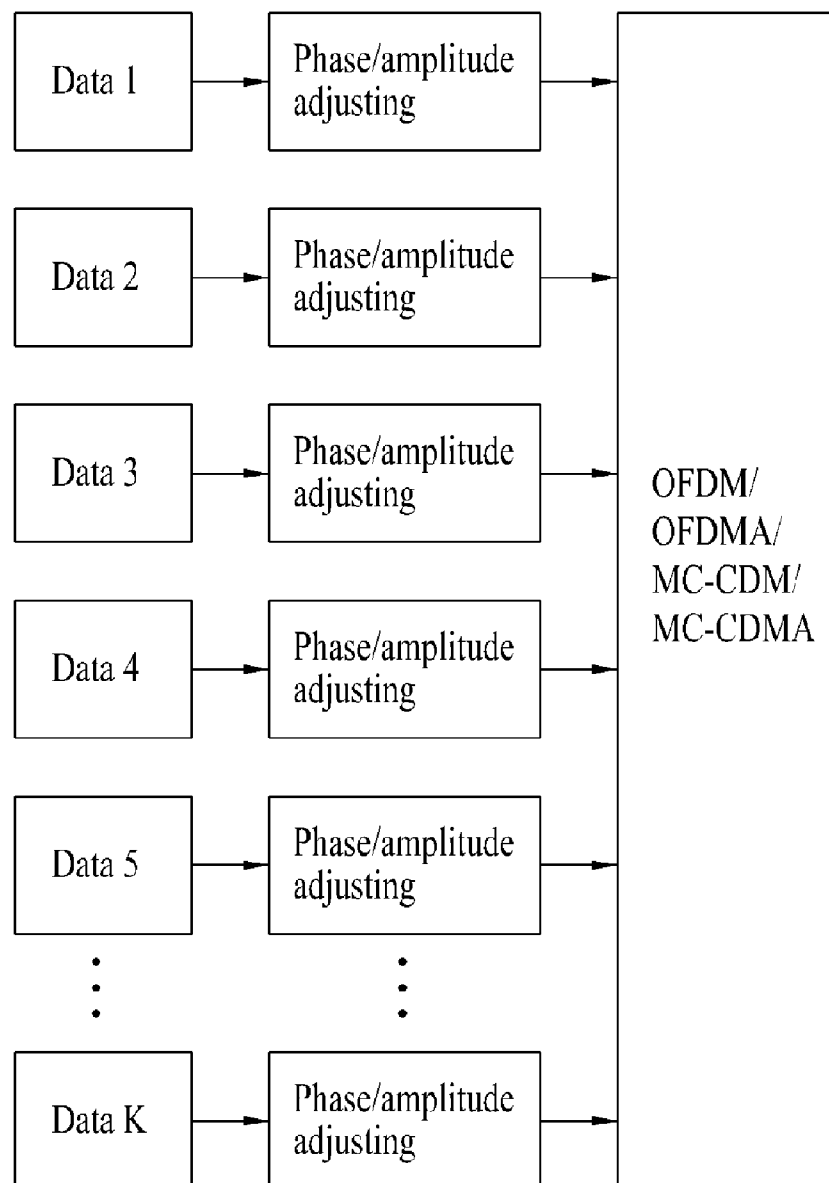 Data 1
Phase/amplitude
adjusting
Data 2
Phase/amplitude
adjusting
Data 3
Phase/amplitude
adjusting
Data 4
Phase/amplitude
adjusting
Data 5
Phase/amplitude
adjusting
Data K
Phase/amplitude
adjusting
OFDM/
OFDMA/
MC-CDM/
MC-CDMA